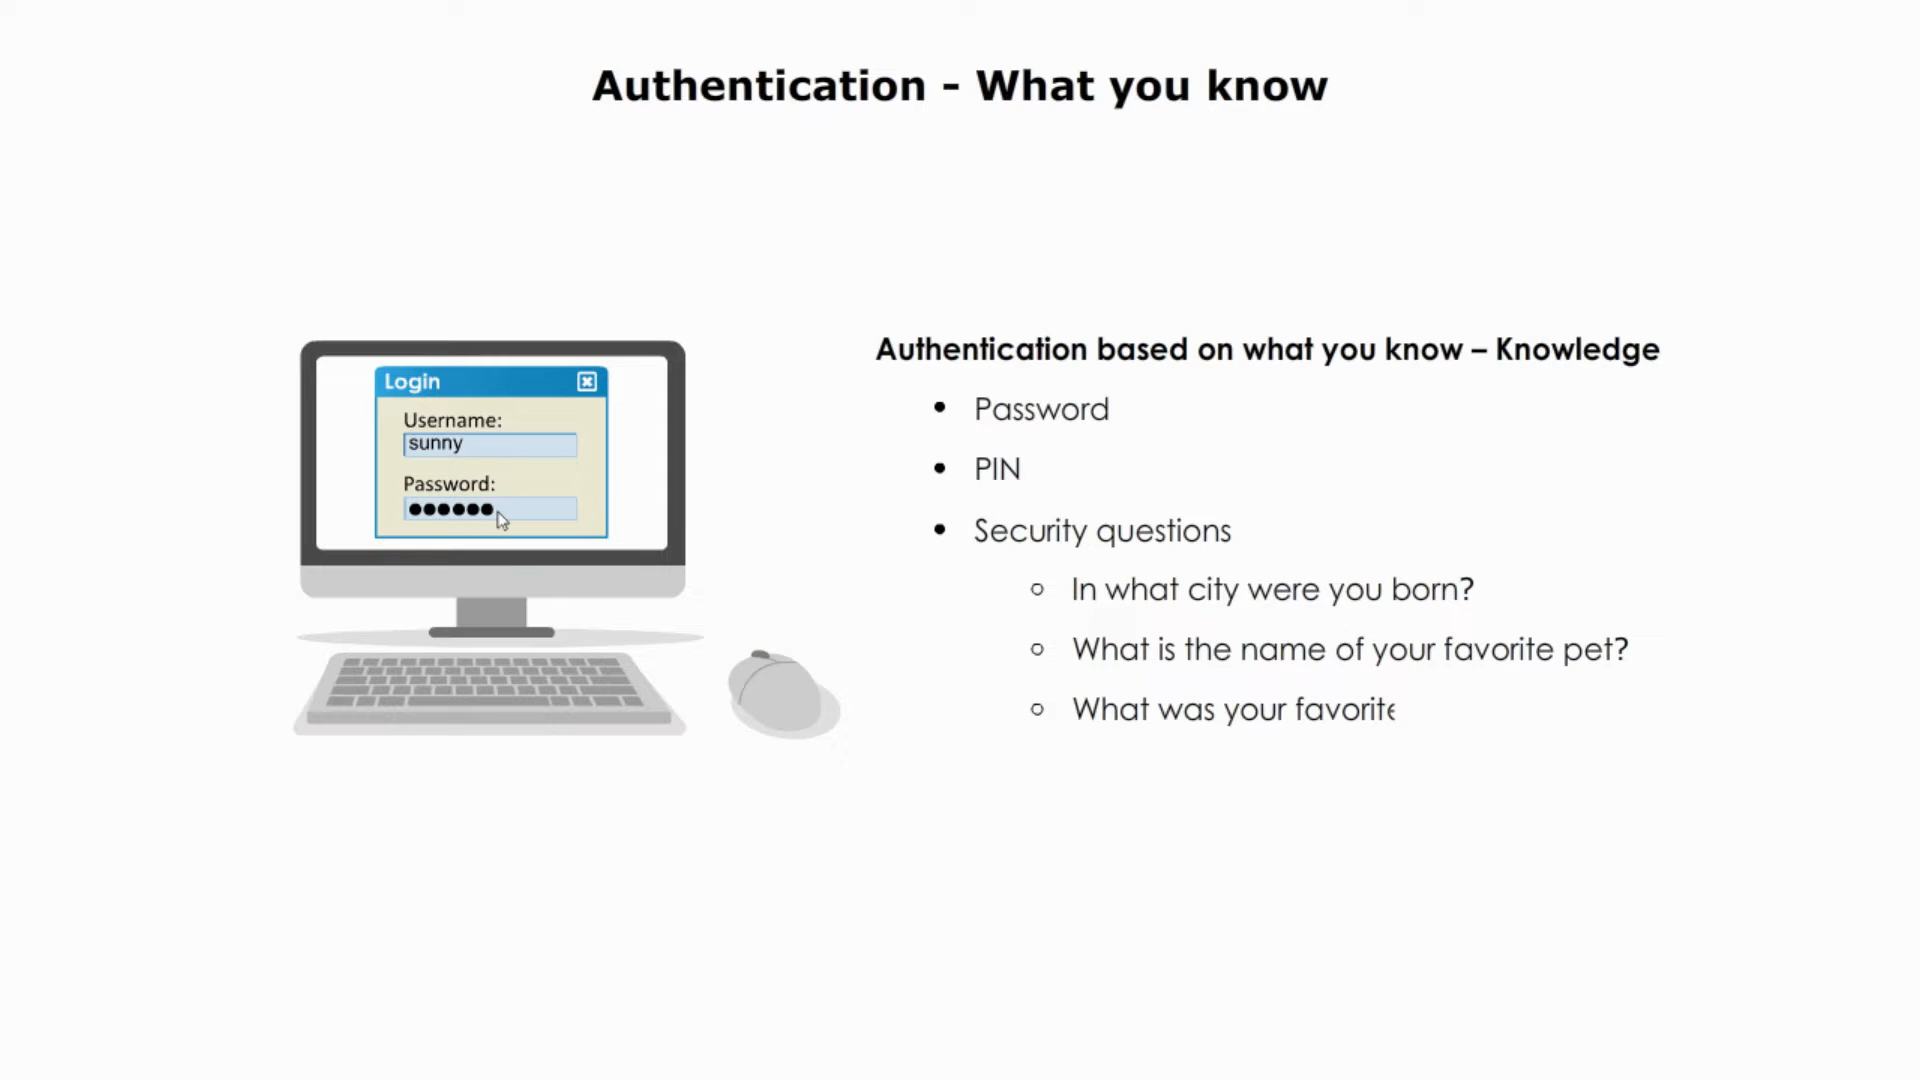 Authentication - What you know
Login
Username:
sunny
Password:
●●●●●●
Authentication based on what you know – Knowledge
• Password
• PIN
• Security questions
○ In what city were you born?
○ What is the name of your favorite pet?
○ What was your favorite